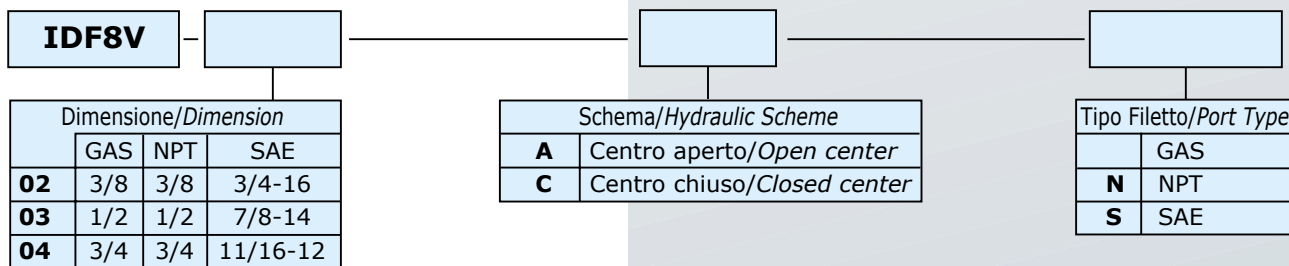 IDF8V –
Dimensione/Dimension
GAS NPT SAE
02 3/8 3/8 3/4-16
03 1/2 1/2 7/8-14
04 3/4 3/4 11/16-12
Schema/Hydraulic Scheme
A Centro aperto/Open center
C Centro chiuso/Closed center
Tipo Filetto/Port Type
GAS
N NPT
S SAE